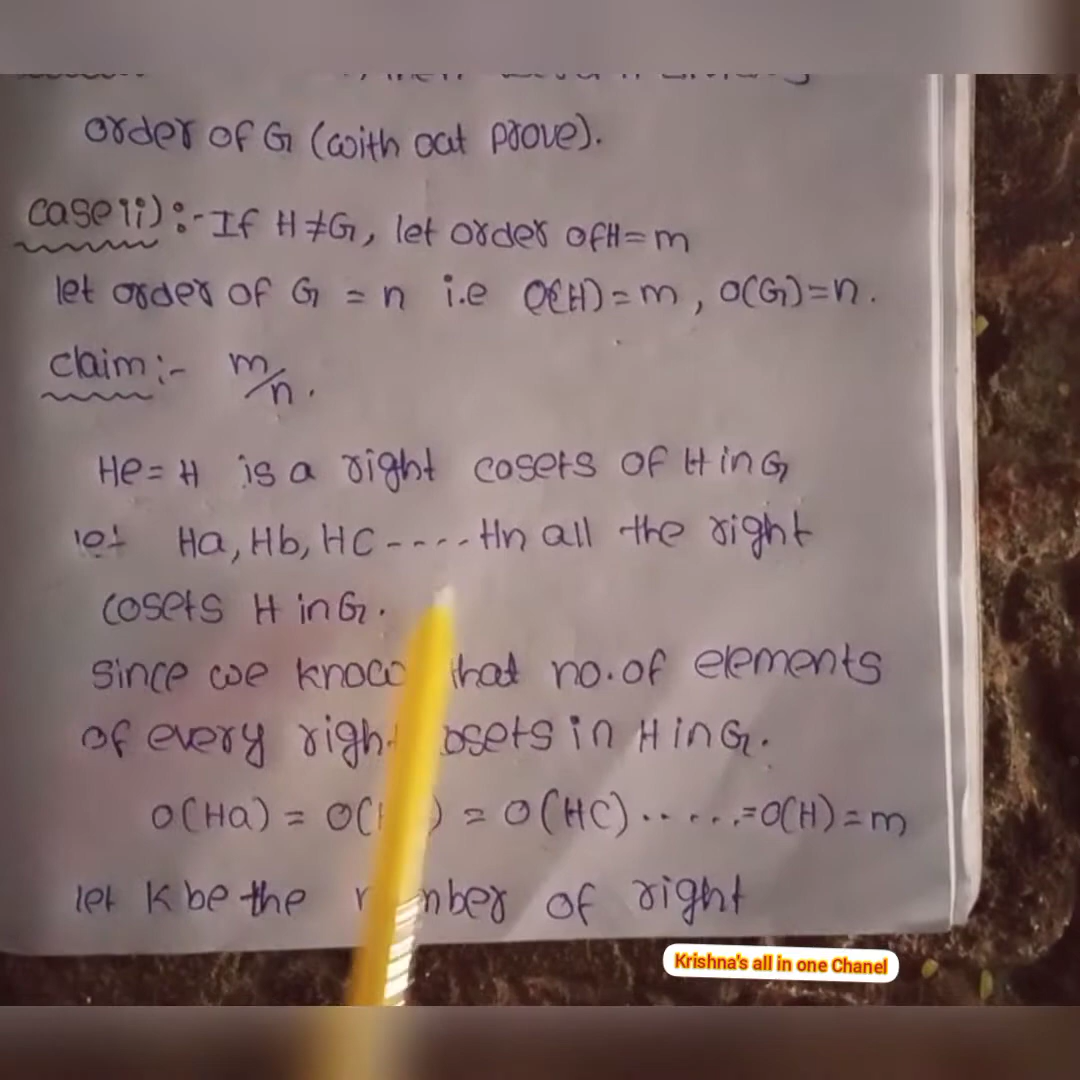 order of G (with out prove).
case ii) :- If H ≠ G, let order of H = m
let order of G = n i.e O(H) = m, O(G) = n.
claim :- m/n.
He = H is a right cosets of H in G
let Ha, Hb, HC ---- Hn all the right
cosets H in G.
since we know that no. of elements
of every right cosets in H in G.
O(Ha) = = O(HC) ...... = O(H) = m
let K be the number of right
Krishna's all in one Chanel